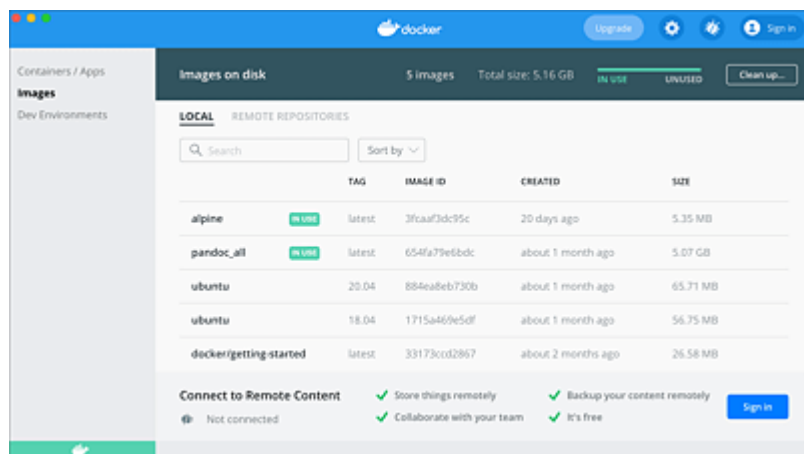 docker
Upgrade
Sign in
Containers / Apps
Images
Dev Environments
Images on disk
5 images
Total size: 5.16 GB
IN USE
UNUSED
Clean up...
LOCAL
REMOTE REPOSITORIES
Search
Sort by
TAG IMAGE ID CREATED SIZE
alpine IN USE latest 3fcaaf3dc95c 20 days ago 5.35 MB
pandoc_all IN USE latest 654fa79e6bdc about 1 month ago 5.07 GB
ubuntu 20.04 884ea8eb730b about 1 month ago 65.71 MB
ubuntu 18.04 1715a469e5df about 1 month ago 56.75 MB
docker/getting-started latest 33173ccd2867 about 2 months ago 26.58 MB
Connect to Remote Content
Not connected
Store things remotely
Collaborate with your team
Backup your content remotely
It's free
Sign in